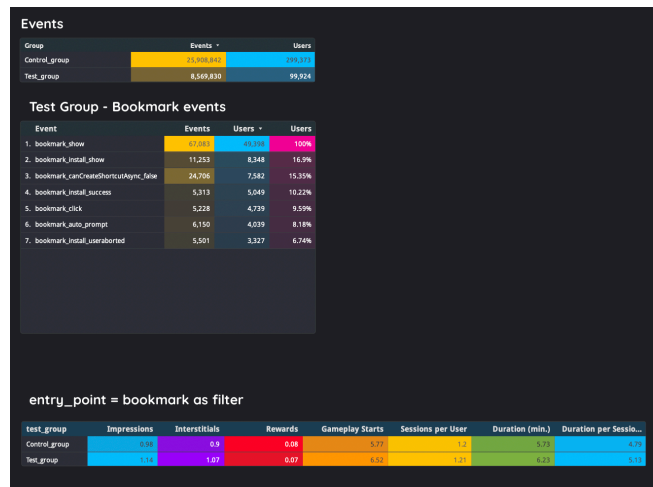 Events
Group Events ▾ Users
Control_group 25,908,842 299,373
Test_group 8,569,830 99,924
Test Group - Bookmark events
Event Events Users ▾ Users
1. bookmark_show 67,083 49,398 100%
2. bookmark_install_show 11,253 8,348 16.9%
3. bookmark_canCreateShortcutAsync_false 24,706 7,582 15.35%
4. bookmark_install_success 5,313 5,049 10.22%
5. bookmark_click 5,228 4,739 9.59%
6. bookmark_auto_prompt 6,150 4,039 8.18%
7. bookmark_install_useraborted 5,501 3,327 6.74%
entry_point = bookmark as filter
test_group Impressions Interstitials Rewards Gameplay Starts Sessions per User Duration (min.) Duration per Sessio...
Control_group 0.98 0.9 0.08 5.77 1.2 5.73 4.79
Test_group 1.14 1.07 0.07 6.52 1.21 6.23 5.13